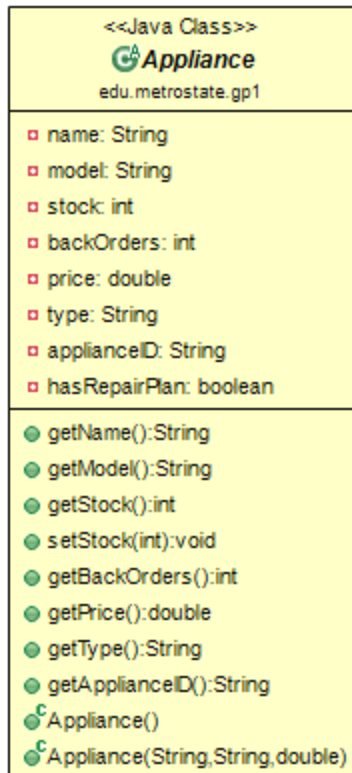 <<Java Class>>
Appliance
edu.metrostate.gp1
name: String
model: String
stock: int
backOrders: int
price: double
type: String
applianceID: String
hasRepairPlan: boolean
getName():String
getModel():String
getStock():int
setStock(int):void
getBackOrders():int
getPrice():double
getType():String
getApplianceID():String
Appliance()
Appliance(String,String,double)